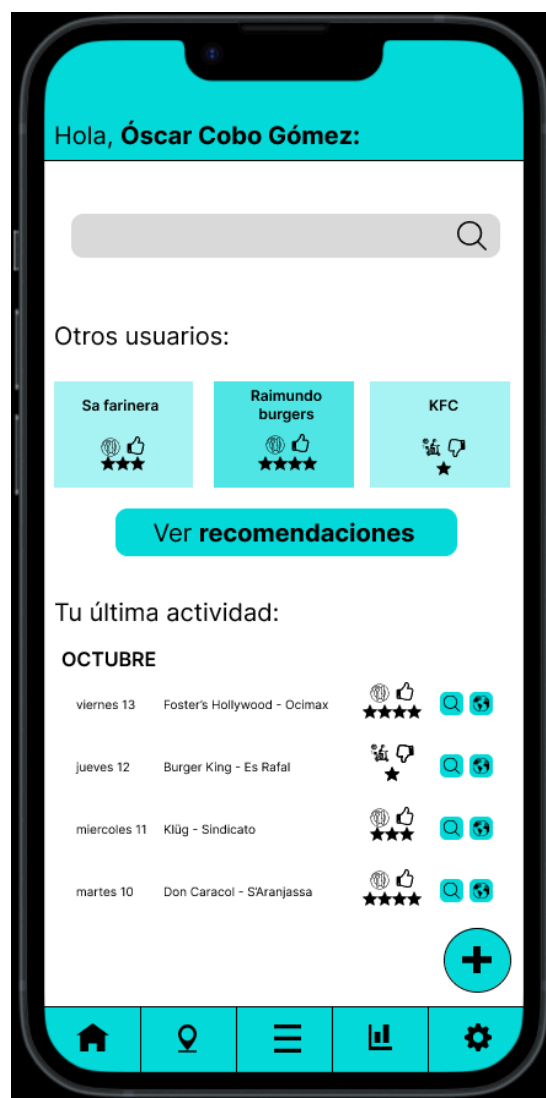 Hola, Óscar Cobo Gómez:
Otros usuarios:
Sa farinera
Raimundo
burgers
KFC
Ver recomendaciones
Tu última actividad:
OCTUBRE
viernes 13 Foster's Hollywood - Ocimax
jueves 12 Burger King - Es Rafal
miercoles 11 Klüg - Sindicato
martes 10 Don Caracol - S'Aranjassa